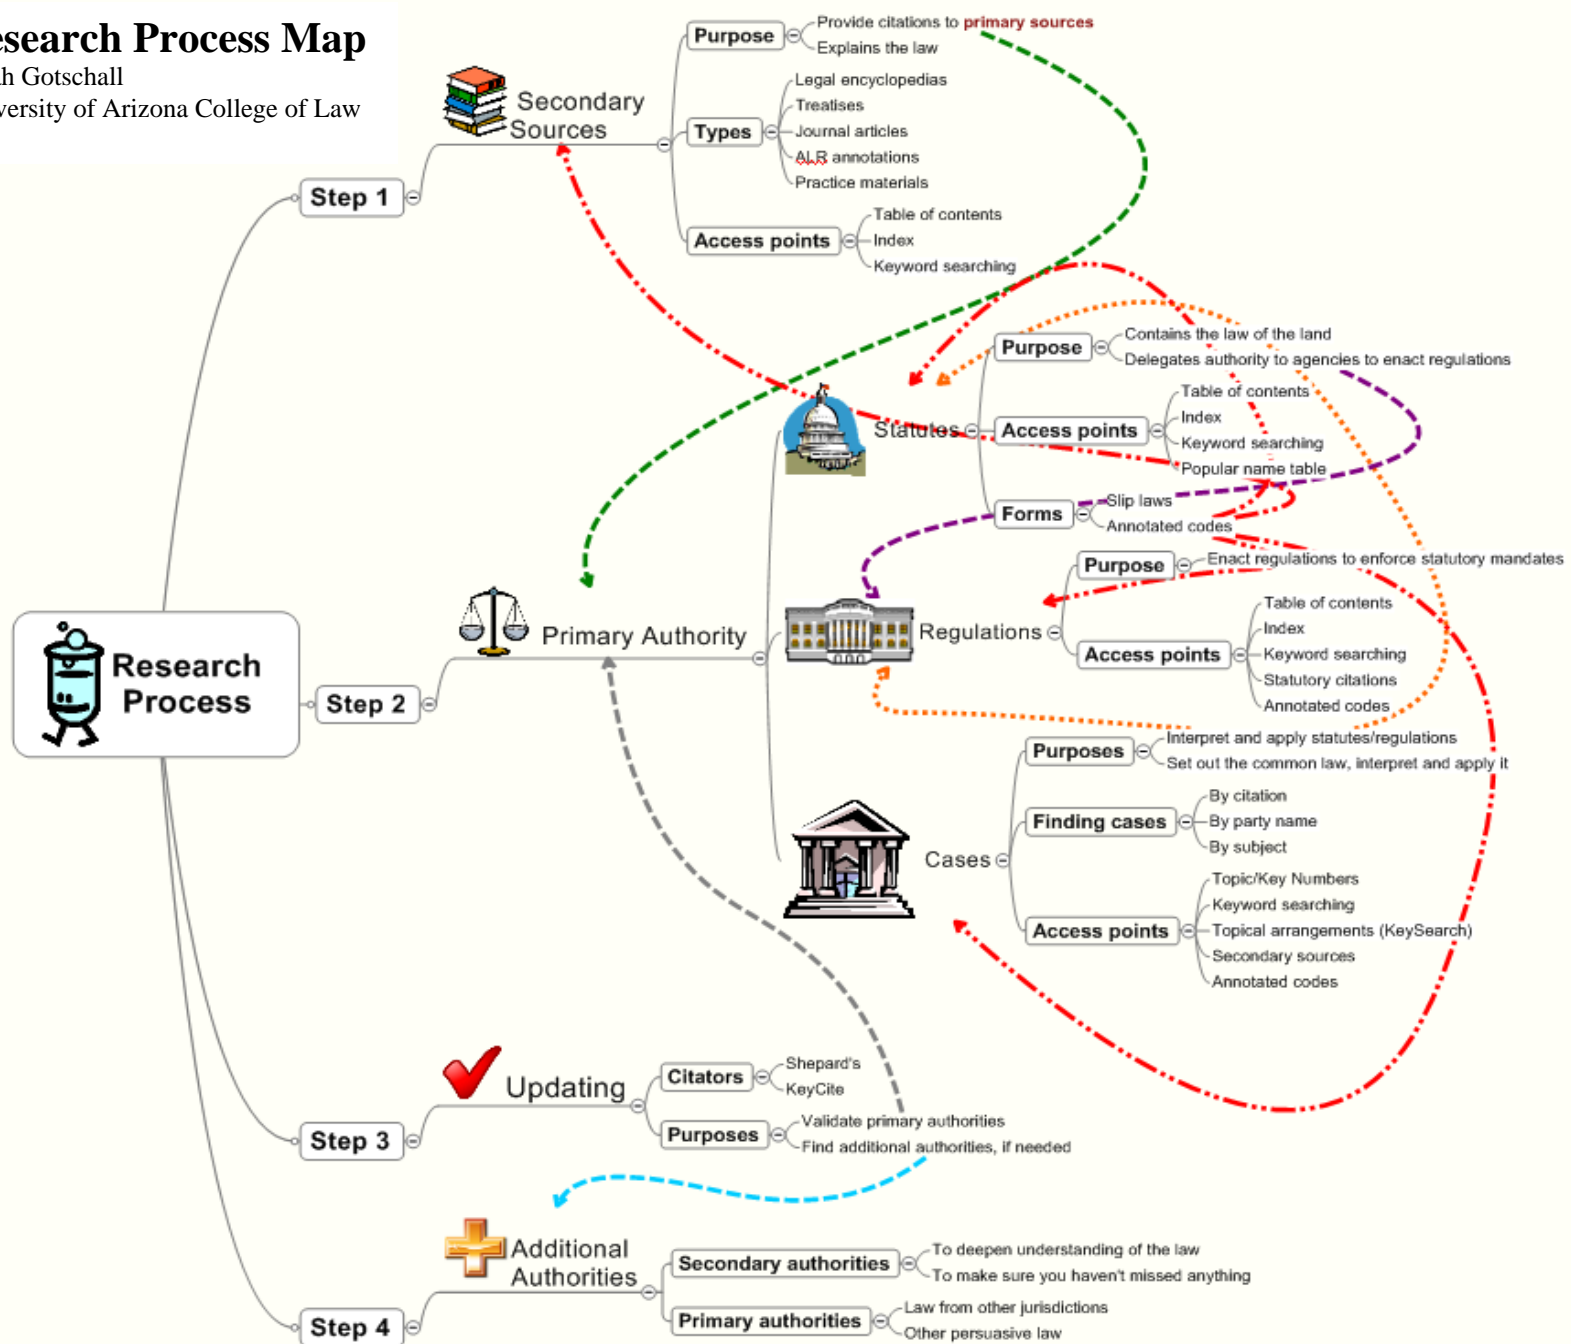 esearch Process Map
ah Gotschall
versity of Arizona College of Law
Research
Process
Step 1
Secondary
Sources
Purpose
Provide citations to primary sources
Explains the law
Types
Legal encyclopedias
Treatises
Journal articles
ALR annotations
Practice materials
Access points
Table of contents
Index
Keyword searching
Step 2
Primary Authority
Statutes
Purpose
Contains the law of the land
Delegates authority to agencies to enact regulations
Access points
Table of contents
Index
Keyword searching
Popular name table
Forms
Slip laws
Annotated codes
Regulations
Purpose
Enact regulations to enforce statutory mandates
Access points
Table of contents
Index
Keyword searching
Statutory citations
Annotated codes
Cases
Purposes
Interpret and apply statutes/regulations
Set out the common law, interpret and apply it
Finding cases
By citation
By party name
By subject
Access points
Topic/Key Numbers
Keyword searching
Topical arrangements (KeySearch)
Secondary sources
Annotated codes
Step 3
Updating
Citators
Shepard's
KeyCite
Purposes
Validate primary authorities
Find additional authorities, if needed
Step 4
Additional
Authorities
Secondary authorities
To deepen understanding of the law
To make sure you haven't missed anything
Primary authorities
Law from other jurisdictions
Other persuasive law